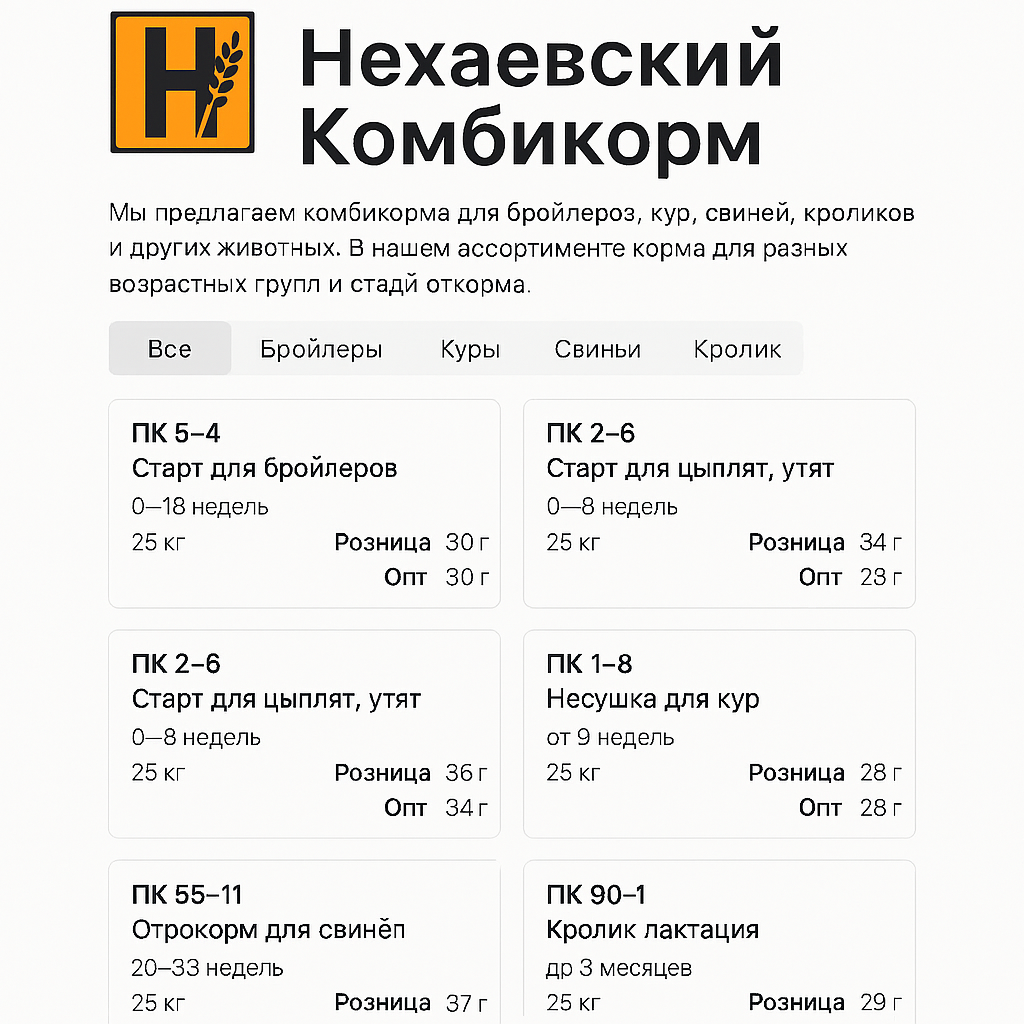 Н
Нехаевский
Комбикорм
Мы предлагаем комбикорма для бройлероз, кур, свиней, кроликов
и других животных. В нашем ассортименте корма для разных
возрастных групл и стадй откорма.
Все Бройлеры Куры Свиньи Кролик
ПК 5–4
Старт для бройлеров
0–18 недель
25 кг Розница 30 г
Опт 30 г
ПК 2–6
Старт для цыплят, утят
0—8 недель
25 кг Розница 34 г
Опт 23 г
ПК 2–6
Старт для цыплят, утят
0—8 недель
25 кг Розница 36 г
Опт 34 г
ПК 1–8
Несушка для кур
от 9 недель
25 кг Розница 28 г
Опт 28 г
ПК 55–11
Отрокорм для свинёп
20–33 недель
25 кг Розница 37 г
ПК 90–1
Кролик лактация
др 3 месяцев
25 кг Розница 29 г